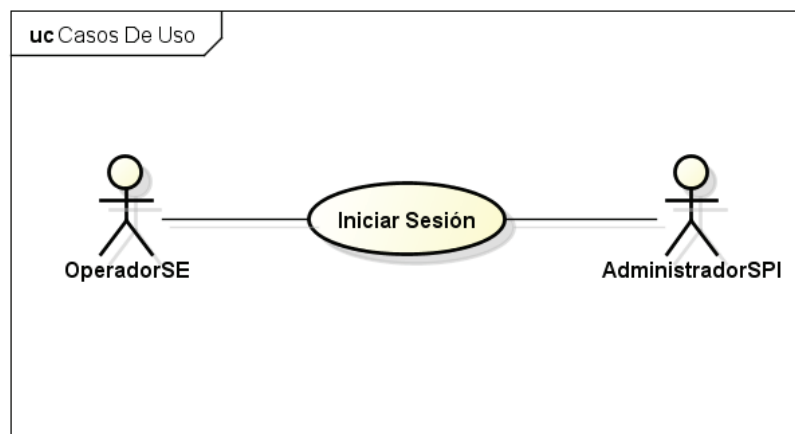 uc Casos De Uso
Iniciar Sesión
OperadorSE
AdministradorSPI